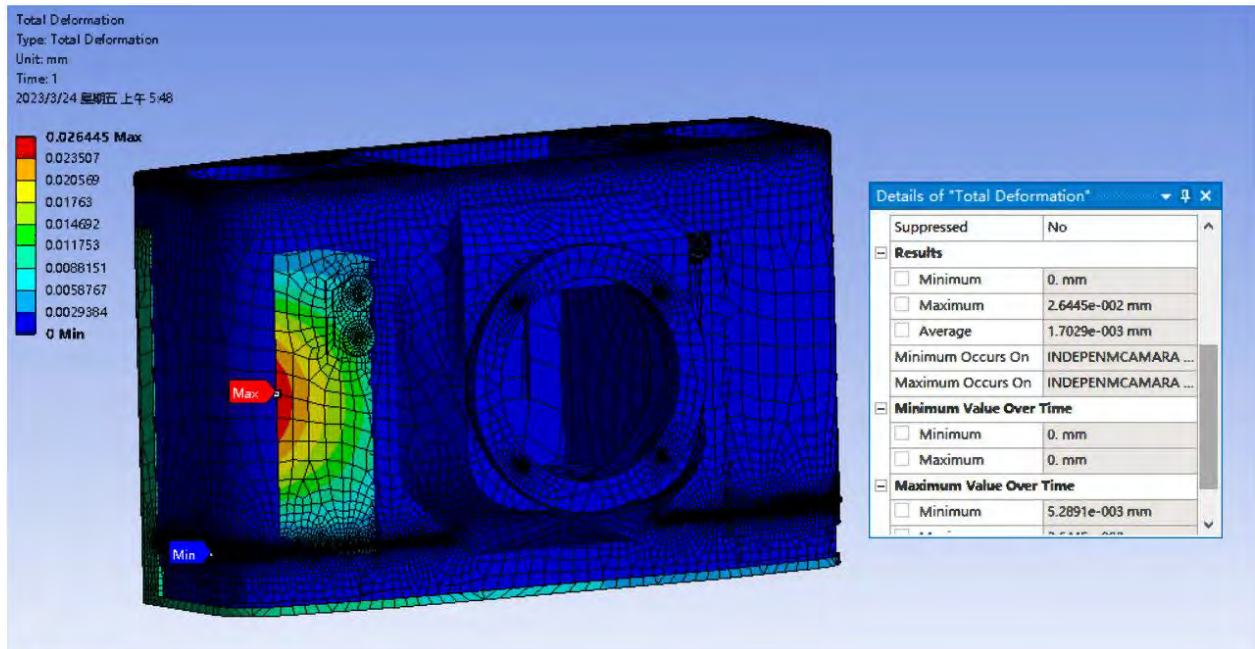 Total Deformation
Type: Total Deformation
Unit: mm
Time: 1
2023/3/24 星期五 上午 5:48
0.026445 Max
0.023507
0.020569
0.01763
0.014692
0.011753
0.0088151
0.0058767
0.0029384
0 Min
Max
Min
Details of "Total Deformation"
Suppressed No
Results
Minimum 0. mm
Maximum 2.6445e-002 mm
Average 1.7029e-003 mm
Minimum Occurs On INDEPENMCAMARA ...
Maximum Occurs On INDEPENMCAMARA ...
Minimum Value Over Time
Minimum 0. mm
Maximum 0. mm
Maximum Value Over Time
Minimum 5.2891e-003 mm